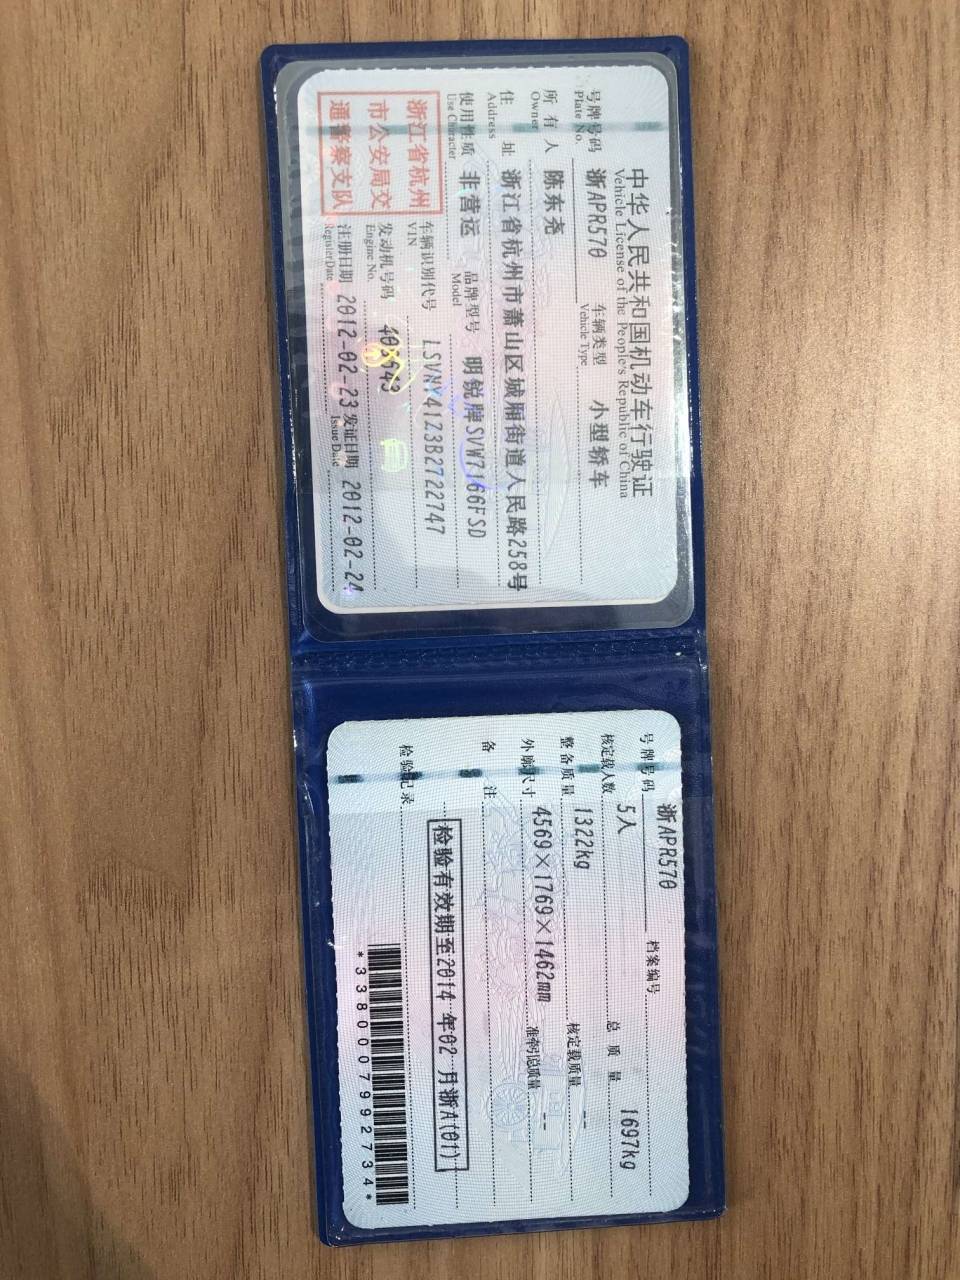 中华人民共和国机动车行驶证
Vehicle License of the People's Republic of China
号牌号码 浙APR570 车辆类型 小型轿车
Plate No. Vehicle Type
所有人 陈东尧
Owner
住址 浙江省杭州市萧山区城厢街道人民路258号
Address
使用性质 非营运 品牌型号 明锐牌SVW7166FSD
Use Character Model
浙江省杭州
市公安局交
通警察支队
车辆识别代号 LSVNY41Z3B2722747
VIN
发动机号码
Engine No.
注册日期 2012-02-23 发证日期 2012-02-24
Register Date Issue Date
号牌号码 浙APR570 档案编号
核定载人数 5人 总质量 1697kg
整备质量 1322kg 核定载质量 --
外廓尺寸 4569×1769×1462mm 准牵引总质量 --
备注
检验有效期至2014年02月浙A(01)
检验记录
*3380007992734*